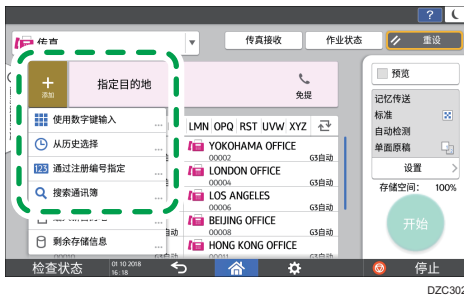 ?
传真
传真接收
作业状态
重设
添加
指定目的地
免提
预览
记忆传送
标准
自动检测
单面原稿
设置
存储空间: 100%
开始
使用数字键输入 ...
从历史选择 ...
123 通过注册编号指定 ...
搜索通讯簿 ...
剩余存储信息 ...
LMN OPQ RST UVW XYZ
YOKOHAMA OFFICE
00002 G3自动
LONDON OFFICE
00004 G3自动
LOS ANGELES
00006 G3自动
BEIJING OFFICE
00008 G3自动
HONG KONG OFFICE
检查状态
01 10 2018
16:18
停止
DZC302